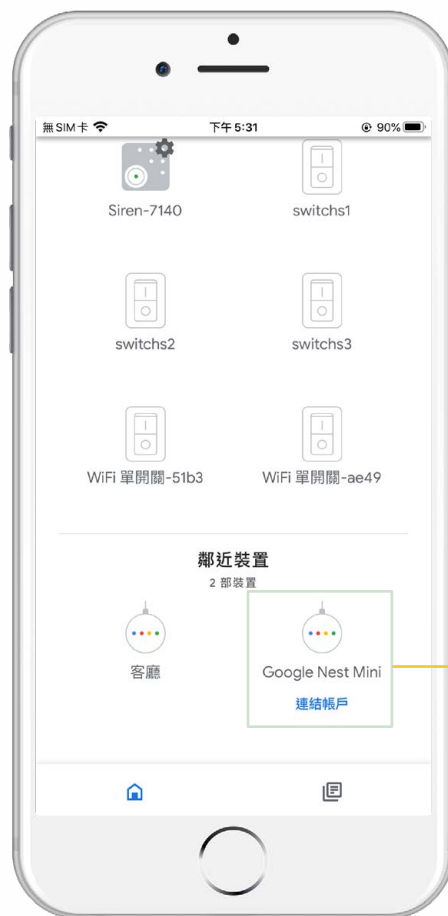 無SIM卡 下午5:31 90%
Siren-7140 switchs1
switchs2 switchs3
WiFi 單開關-51b3 WiFi 單開關-ae49
鄰近裝置
2 部裝置
客廳 Google Nest Mini
連結帳戶